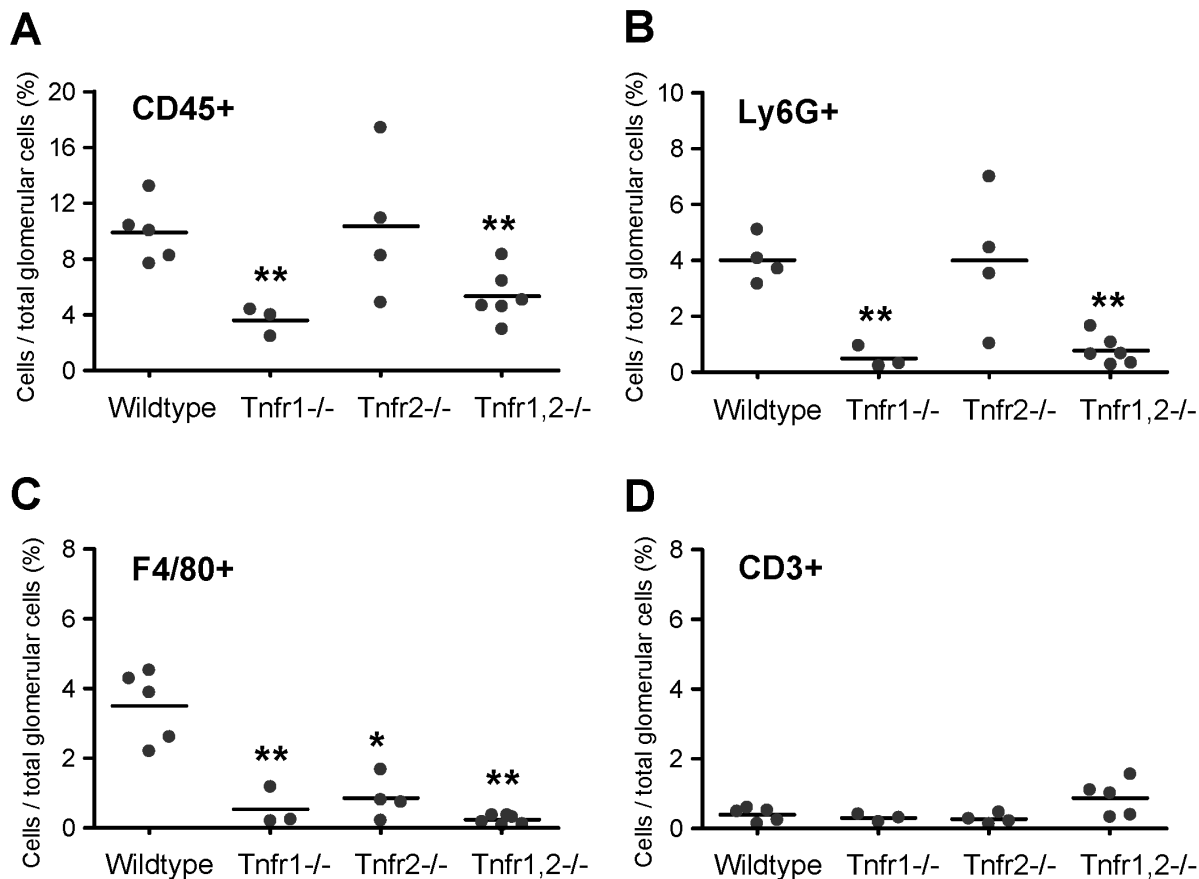 A
Cells / total glomerular cells (%)
CD45+
20
16
12
8
4
0
**
**
Wildtype Tnfr1-/- Tnfr2-/- Tnfr1,2-/-
B
Cells / total glomerular cells (%)
Ly6G+
10
8
6
4
2
0
**
**
Wildtype Tnfr1-/- Tnfr2-/- Tnfr1,2-/-
C
Cells / total glomerular cells (%)
F4/80+
8
6
4
2
0
**
*
**
Wildtype Tnfr1-/- Tnfr2-/- Tnfr1,2-/-
D
Cells / total glomerular cells (%)
CD3+
8
6
4
2
0
Wildtype Tnfr1-/- Tnfr2-/- Tnfr1,2-/-